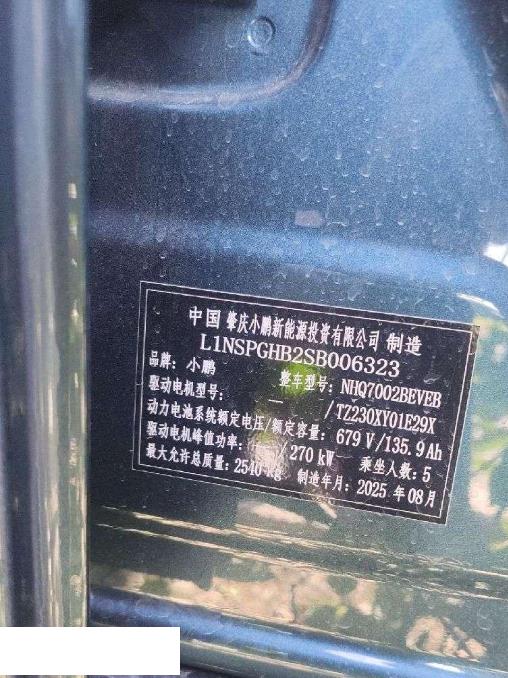 中国 肇庆小鹏新能源投资有限公司 制造
L1NSPGHB2SB006323
品牌：小鹏 整车型号：NHQ7002BEVEB
驱动电机型号： — /TZ230XY01E29X
动力电池系统额定电压/额定容量：679 V/135.9Ah
驱动电机峰值功率： /270 kW 乘坐人数：5
最大允许总质量：2540 kg 制造年月：2025 年 08月